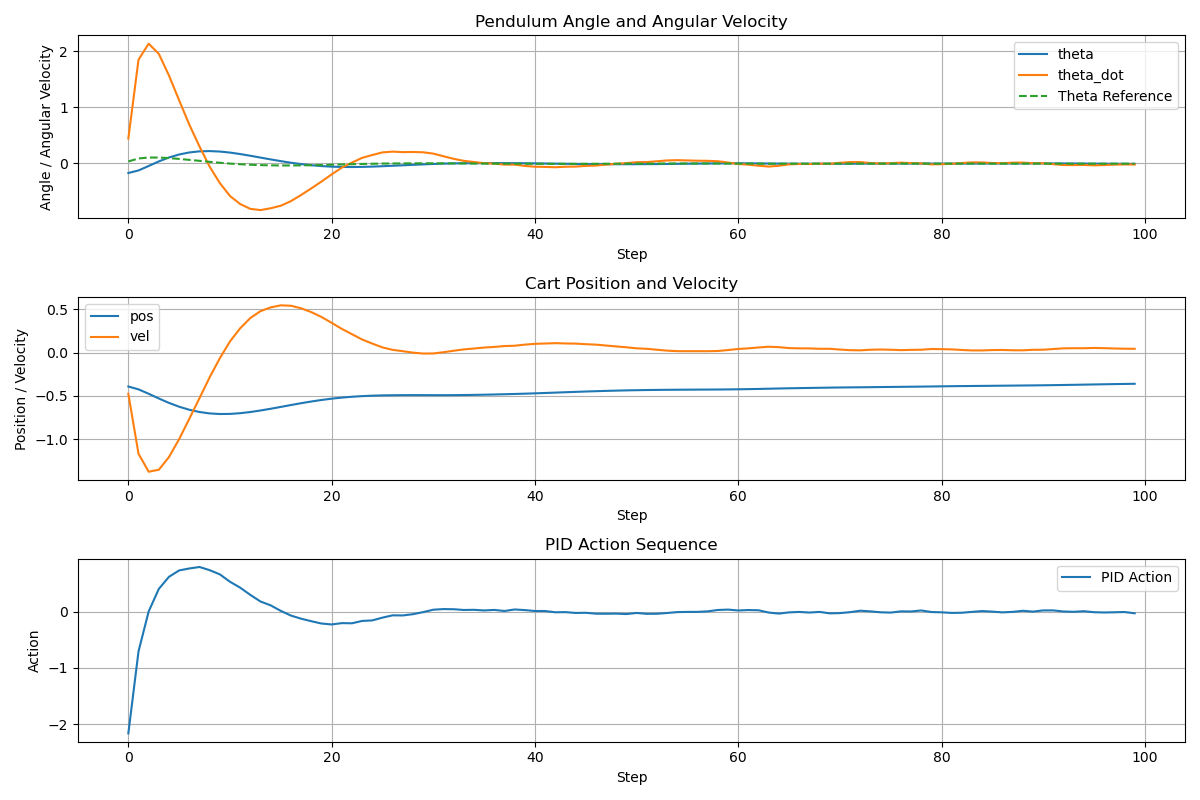 Pendulum Angle and Angular Velocity
Angle / Angular Velocity
2
1
0
theta
theta_dot
Theta Reference
0 20 40 60 80 100
Step
Cart Position and Velocity
Position / Velocity
0.5
0.0
−0.5
−1.0
pos
vel
0 20 40 60 80 100
Step
PID Action Sequence
Action
0
−1
−2
PID Action
0 20 40 60 80 100
Step